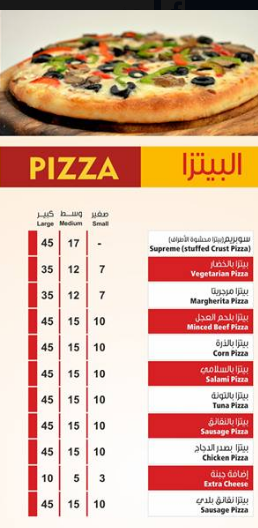 PIZZA البيتزا
كبير وسط صغير
Large Medium Small
45 17 - سوبريم(بيتزا محشوة الأطراف)
Supreme (stuffed Crust Pizza)
35 12 7 بيتزا بالخضار
Vegetarian Pizza
35 12 7 بيتزا مرجريتا
Margherita Pizza
45 15 10 بيتزا بلحم العجل
Minced Beef Pizza
45 15 10 بيتزا بالذرة
Corn Pizza
45 15 10 بيتزا بالسلامي
Salami Pizza
45 15 10 بيتزا بالتونة
Tuna Pizza
45 15 10 بيتزا بالنقانق
Sausage Pizza
45 15 10 بيتزا بصدر الدجاج
Chicken Pizza
10 5 3 إضافة جبنة
Extra Cheese
45 15 10 بيتزا نقانق بلدي
Sausage Pizza